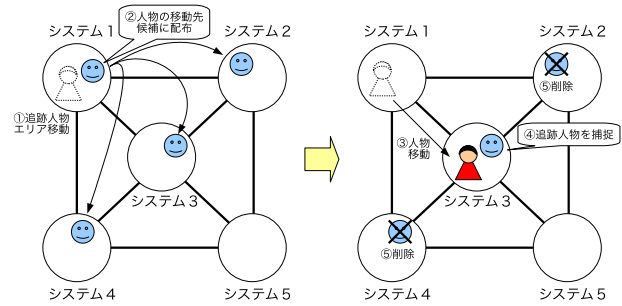 システム1
②人物の移動先
候補に配布
システム2
①追跡人物
エリア移動
システム3
システム4
システム5
システム1
システム2
⑤削除
③人物
移動
④追跡人物を捕捉
システム3
⑤削除
システム4
システム5